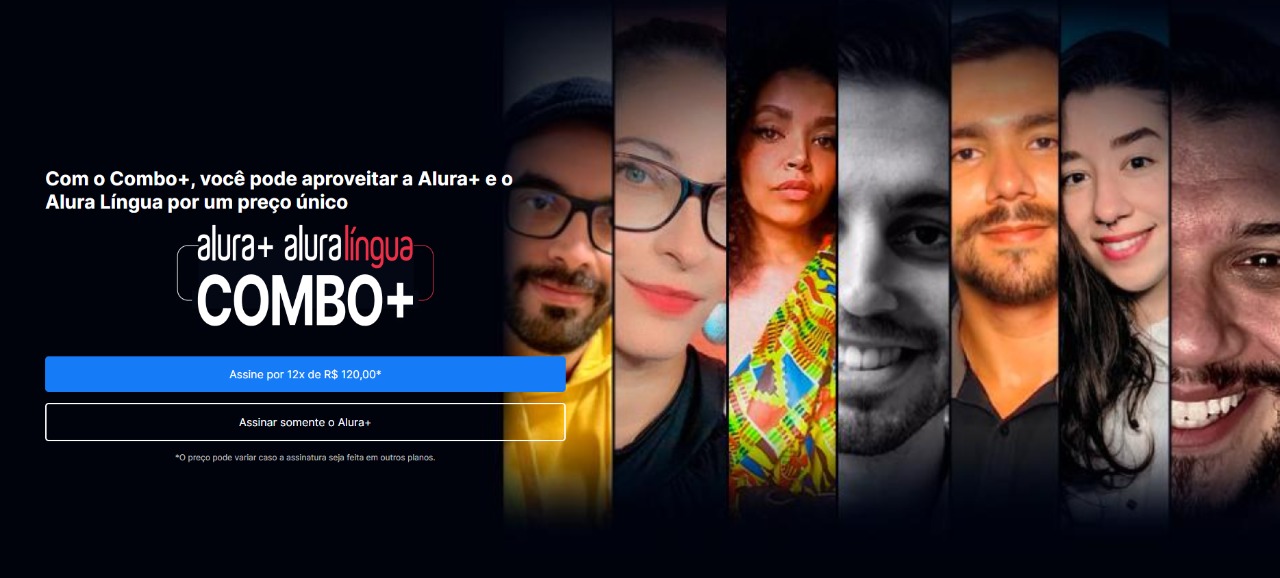 Com o Combo+, você pode aproveitar a Alura+ e o
Alura Língua por um preço único
alura+ aluralíngua
COMBO+
Assine por 12x de R$ 120,00*
Assinar somente o Alura+
*O preço pode variar caso a assinatura seja feita em outros planos.